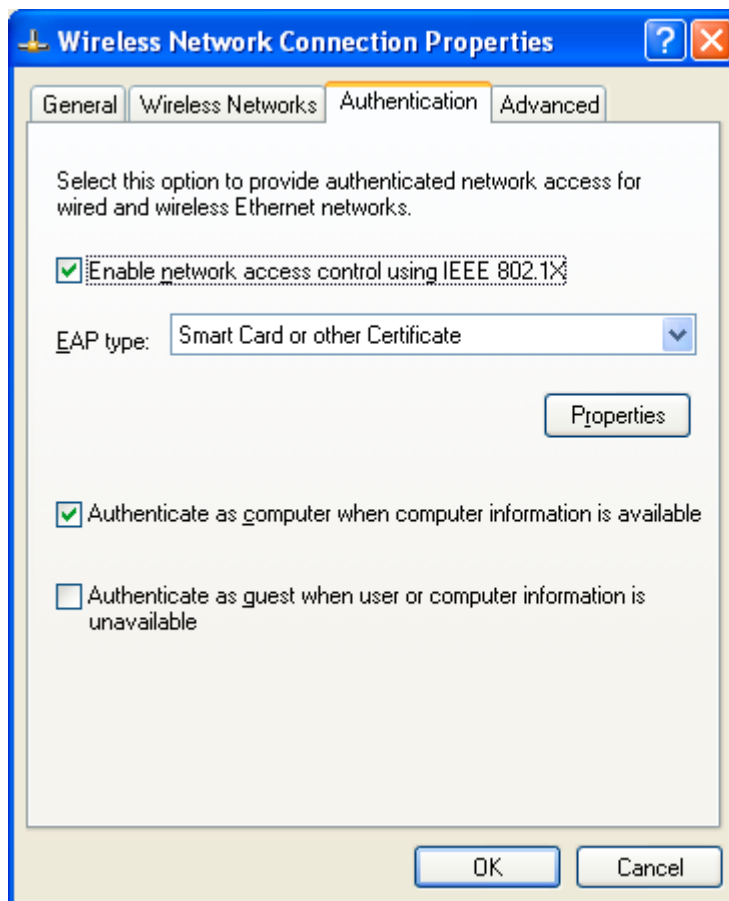 Wireless Network Connection Properties
General Wireless Networks Authentication Advanced
Select this option to provide authenticated network access for
wired and wireless Ethernet networks.
Enable network access control using IEEE 802.1X
EAP type: Smart Card or other Certificate
Properties
Authenticate as computer when computer information is available
Authenticate as guest when user or computer information is
unavailable
OK Cancel